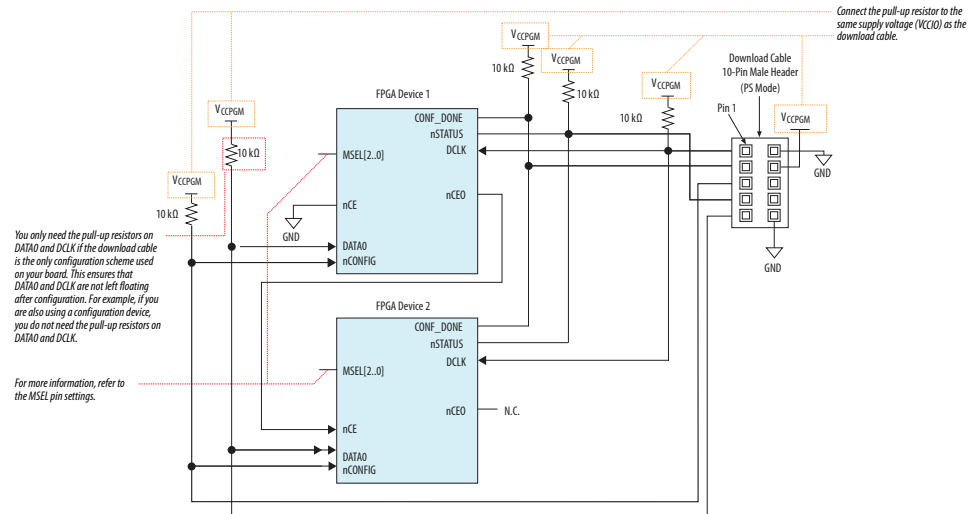 Connect the pull-up resistor to the
same supply voltage (VCCIO) as the
download cable.
VCCPGM
10 kΩ
VCCPGM
10 kΩ
VCCPGM
10 kΩ
Download Cable
10-Pin Male Header
(PS Mode)
Pin 1
VCCPGM
GND
GND
VCCPGM
10 kΩ
VCCPGM
10 kΩ
You only need the pull-up resistors on
DATA0 and DCLK if the download cable
is the only configuration scheme used
on your board. This ensures that
DATA0 and DCLK are not left floating
after configuration. For example, if you
are also using a configuration device,
you do not need the pull-up resistors on
DATA0 and DCLK.
For more information, refer to
the MSEL pin settings.
FPGA Device 1
CONF_DONE
nSTATUS
MSEL[2..0]
DCLK
nCE
nCEO
GND
DATA0
nCONFIG
FPGA Device 2
CONF_DONE
nSTATUS
MSEL[2..0]
DCLK
nCEO
N.C.
nCE
DATA0
nCONFIG